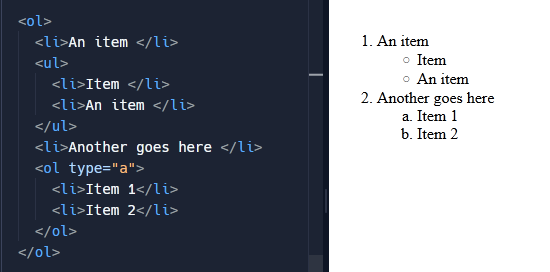 <ol>
<li>An item </li>
<ul>
<li>Item </li>
<li>An item </li>
</ul>
<li>Another goes here </li>
<ol type="a">
<li>Item 1</li>
<li>Item 2</li>
</ol>
</ol>
1. An item
○ Item
○ An item
2. Another goes here
a. Item 1
b. Item 2